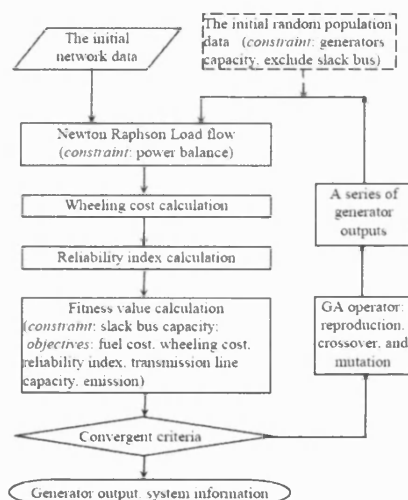 The initial
network data
The initial random population
data (constraint: generators
capacity, exclude slack bus)
Newton Raphson Load flow
(constraint: power balance)
Wheeling cost calculation
Reliability index calculation
Fitness value calculation
(constraint: slack bus capacity;
objectives: fuel cost, wheeling cost,
reliability index, transmission line
capacity, emission)
A series of
generator
outputs
GA operator:
reproduction,
crossover, and
mutation
Convergent criteria
Generator output, system information